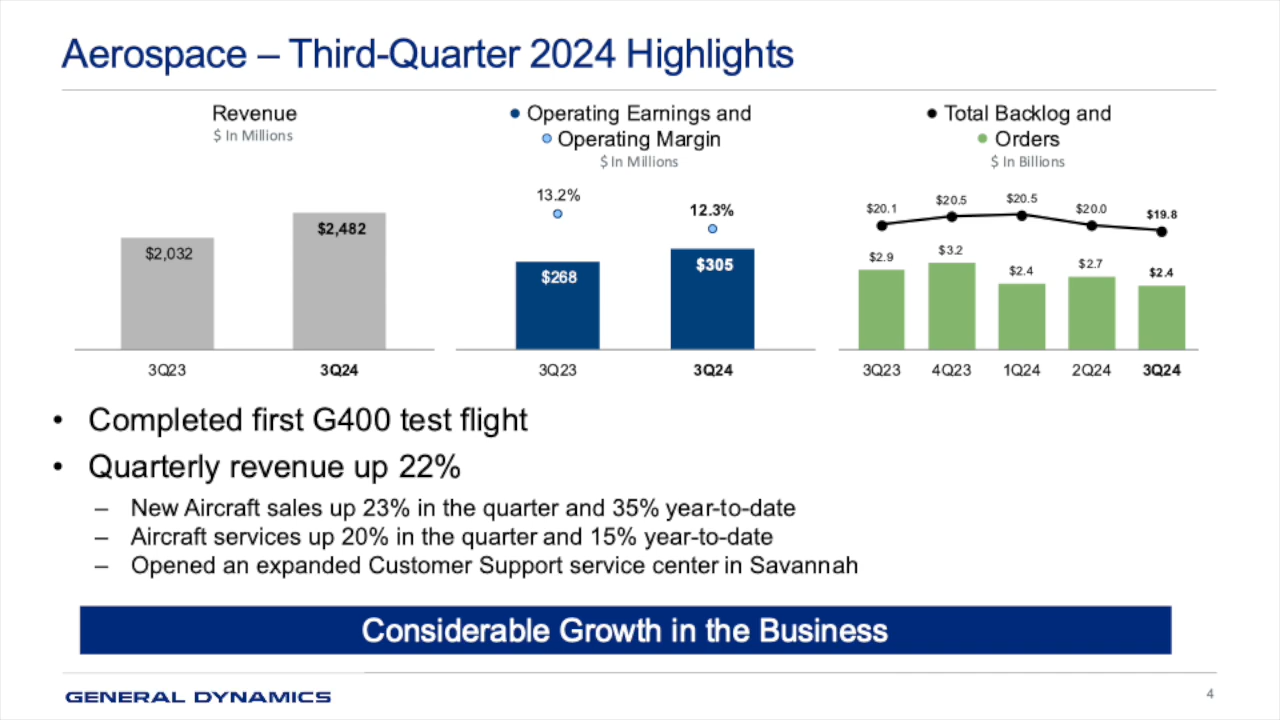 Aerospace – Third-Quarter 2024 Highlights
Revenue
$ In Millions
$2,032
$2,482
3Q23
3Q24
• Operating Earnings and
• Operating Margin
$ In Millions
13.2%
12.3%
$268
$305
3Q23
3Q24
• Total Backlog and
• Orders
$ In Billions
$20.1
$20.5
$20.5
$20.0
$19.8
$2.9
$3.2
$2.4
$2.7
$2.4
3Q23
4Q23
1Q24
2Q24
3Q24
• Completed first G400 test flight
• Quarterly revenue up 22%
– New Aircraft sales up 23% in the quarter and 35% year-to-date
– Aircraft services up 20% in the quarter and 15% year-to-date
– Opened an expanded Customer Support service center in Savannah
Considerable Growth in the Business
GENERAL DYNAMICS
4